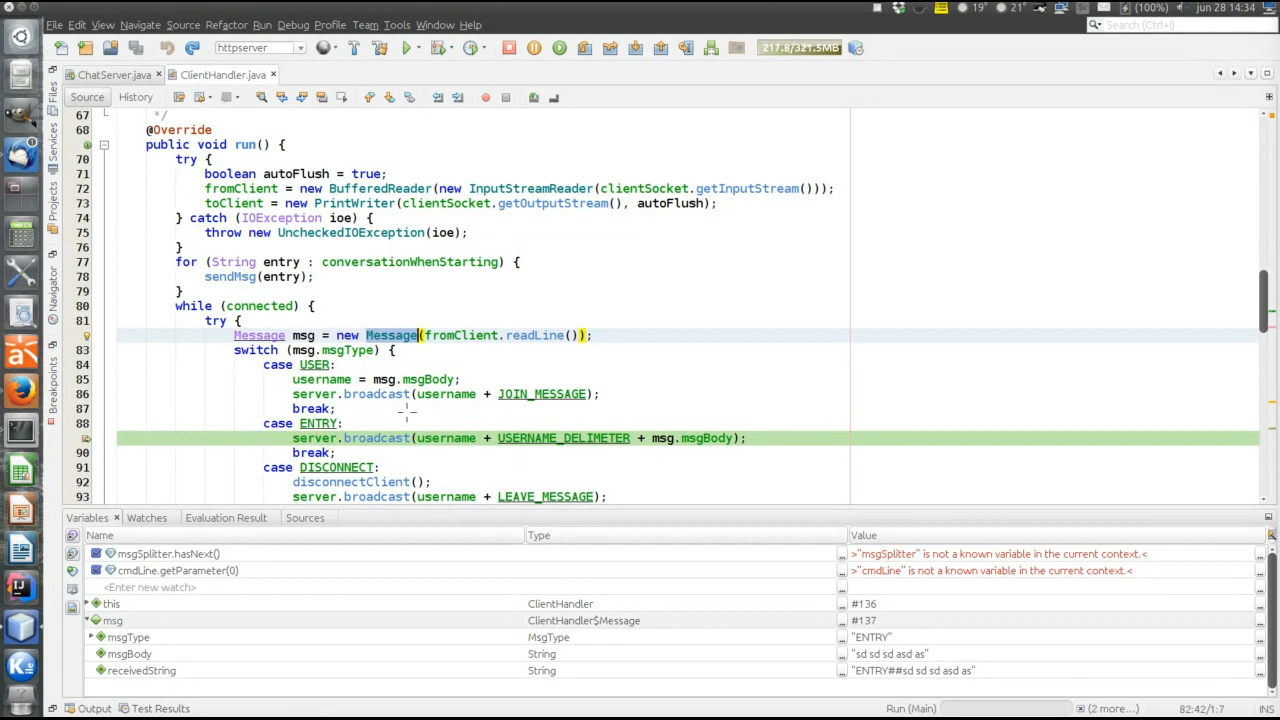 19° 21° (100%) Jun 28 14:34
File Edit View Navigate Source Refactor Run Debug Profile Team Tools Window Help
Search (Ctrl+I)
httpserver 217.8/321.5MB
ChatServer.java ClientHandler.java
Source History
Files
Services
Projects
Navigator
Breakpoints
67 */
68 @Override
public void run() {
70 try {
71 boolean autoFlush = true;
72 fromClient = new BufferedReader(new InputStreamReader(clientSocket.getInputStream()));
73 toClient = new PrintWriter(clientSocket.getOutputStream(), autoFlush);
74 } catch (IOException ioe) {
75 throw new UncheckedIOException(ioe);
76 }
77 for (String entry : conversationWhenStarting) {
78 sendMsg(entry);
79 }
80 while (connected) {
81 try {
Message msg = new Message(fromClient.readLine());
83 switch (msg.msgType) {
84 case USER:
85 username = msg.msgBody;
86 server.broadcast(username + JOIN_MESSAGE);
87 break;
88 case ENTRY:
server.broadcast(username + USERNAME_DELIMETER + msg.msgBody);
90 break;
91 case DISCONNECT:
92 disconnectClient();
93 server.broadcast(username + LEAVE_MESSAGE);
Variables Watches Evaluation Result Sources
Name Type Value
msgSplitter.hasNext() ... >"msgSplitter" is not a known variable in the current context.< ...
cmdLine.getParameter(0) ... >"cmdLine" is not a known variable in the current context.< ...
<Enter new watch> ... ...
this ClientHandler ... #136 ...
msg ClientHandler$Message ... #137 ...
msgType MsgType ... "ENTRY" ...
msgBody String ... "sd sd sd asd as" ...
receivedString String ... "ENTRY##sd sd sd asd as" ...
Output Test Results Run (Main) (2 more...) 82:42/1:7 INS